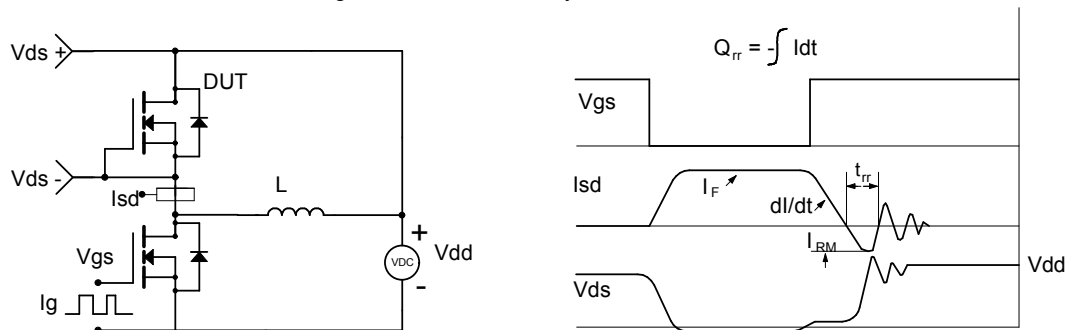 Vds +
DUT
Vds -
Isd
L
Vgs
Ig
+
VDC
-
Vdd
Qrr = -∫ Idt
Vgs
Isd
IF
dI/dt
trr
IRM
Vds
Vdd